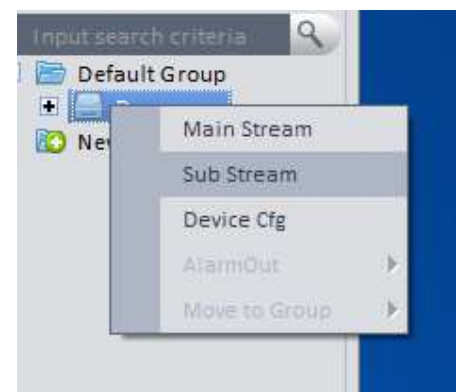 Input search criteria
Default Group
Main Stream
Sub Stream
Device Cfg
AlarmOut
Move to Group